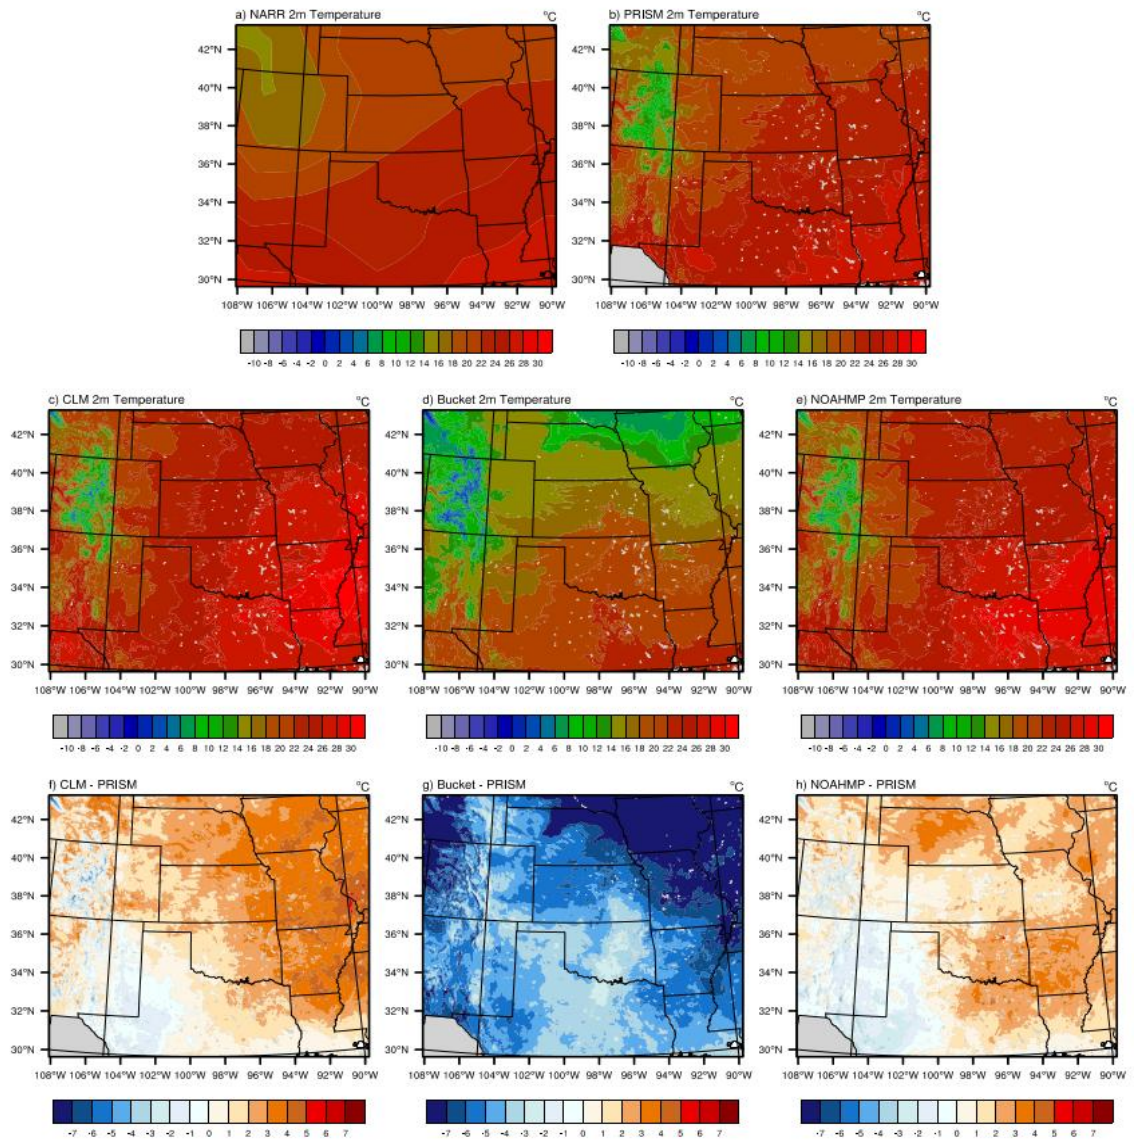 a) NARR 2m Temperature °C
b) PRISM 2m Temperature °C
42°N
40°N
38°N
36°N
34°N
32°N
30°N
42°N
40°N
38°N
36°N
34°N
32°N
30°N
108°W 106°W 104°W 102°W 100°W 98°W 96°W 94°W 92°W 90°W
108°W 106°W 104°W 102°W 100°W 98°W 96°W 94°W 92°W 90°W
-10 -8 -6 -4 -2 0 2 4 6 8 10 12 14 16 18 20 22 24 26 28 30
-10 -8 -6 -4 -2 0 2 4 6 8 10 12 14 16 18 20 22 24 26 28 30
c) CLM 2m Temperature °C
d) Bucket 2m Temperature °C
e) NOAHMP 2m Temperature °C
42°N
40°N
38°N
36°N
34°N
32°N
30°N
42°N
40°N
38°N
36°N
34°N
32°N
30°N
42°N
40°N
38°N
36°N
34°N
32°N
30°N
108°W 106°W 104°W 102°W 100°W 98°W 96°W 94°W 92°W 90°W
108°W 106°W 104°W 102°W 100°W 98°W 96°W 94°W 92°W 90°W
108°W 106°W 104°W 102°W 100°W 98°W 96°W 94°W 92°W 90°W
-10 -8 -6 -4 -2 0 2 4 6 8 10 12 14 16 18 20 22 24 26 28 30
-10 -8 -6 -4 -2 0 2 4 6 8 10 12 14 16 18 20 22 24 26 28 30
-10 -8 -6 -4 -2 0 2 4 6 8 10 12 14 16 18 20 22 24 26 28 30
f) CLM - PRISM °C
g) Bucket - PRISM °C
h) NOAHMP - PRISM °C
42°N
40°N
38°N
36°N
34°N
32°N
30°N
42°N
40°N
38°N
36°N
34°N
32°N
30°N
42°N
40°N
38°N
36°N
34°N
32°N
30°N
108°W 106°W 104°W 102°W 100°W 98°W 96°W 94°W 92°W 90°W
108°W 106°W 104°W 102°W 100°W 98°W 96°W 94°W 92°W 90°W
108°W 106°W 104°W 102°W 100°W 98°W 96°W 94°W 92°W 90°W
-7 -6 -5 -4 -3 -2 -1 0 1 2 3 4 5 6 7
-7 -6 -5 -4 -3 -2 -1 0 1 2 3 4 5 6 7
-7 -6 -5 -4 -3 -2 -1 0 1 2 3 4 5 6 7